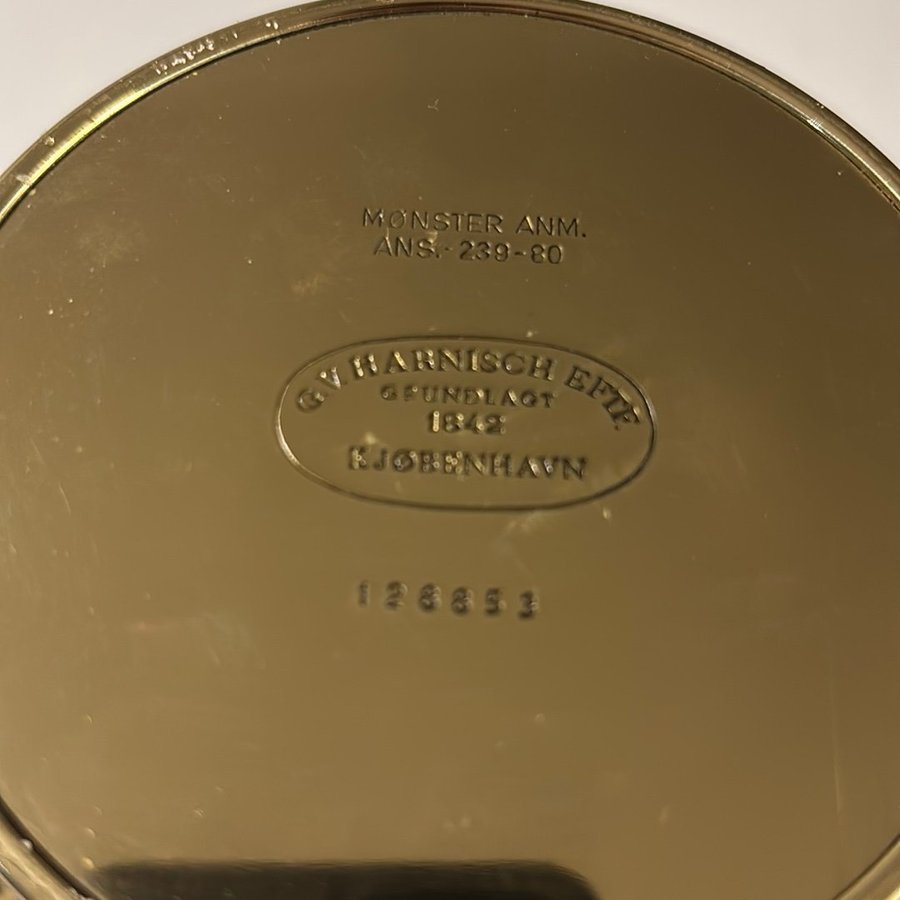 MØNSTER ANM.
ANS.-239-80
G.V. HARNISCH EFTF.
GRUNDLAGT
1842
KJØBENHAVN
128853